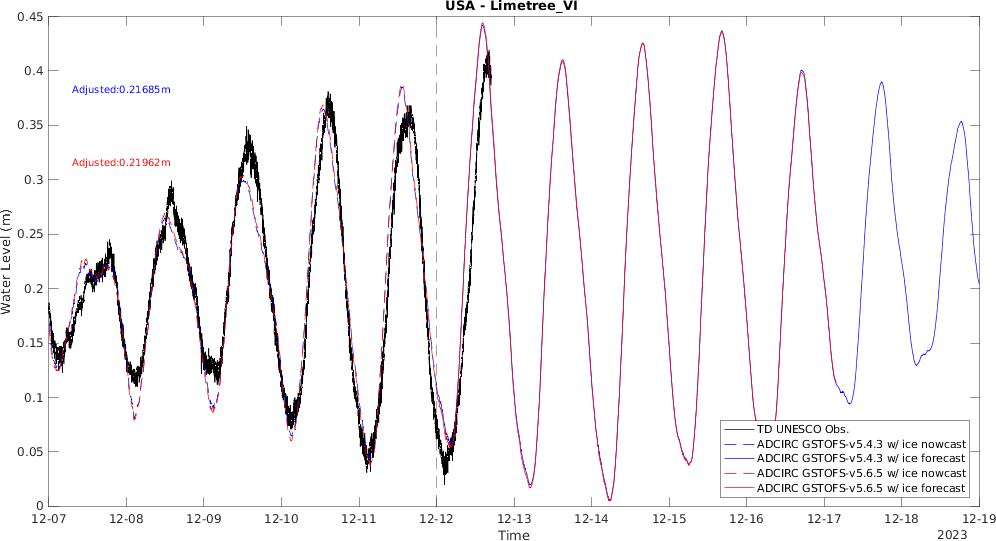 USA - Limetree_VI
Water Level (m)
0.45
0.4
0.35
0.3
0.25
0.2
0.15
0.1
0.05
0
Adjusted:0.21685m
Adjusted:0.21962m
TD UNESCO Obs.
ADCIRC GSTOFS-v5.4.3 w/ ice nowcast
ADCIRC GSTOFS-v5.4.3 w/ ice forecast
ADCIRC GSTOFS-v5.6.5 w/ ice nowcast
ADCIRC GSTOFS-v5.6.5 w/ ice forecast
12-07 12-08 12-09 12-10 12-11 12-12 12-13 12-14 12-15 12-16 12-17 12-18 12-19
Time
2023